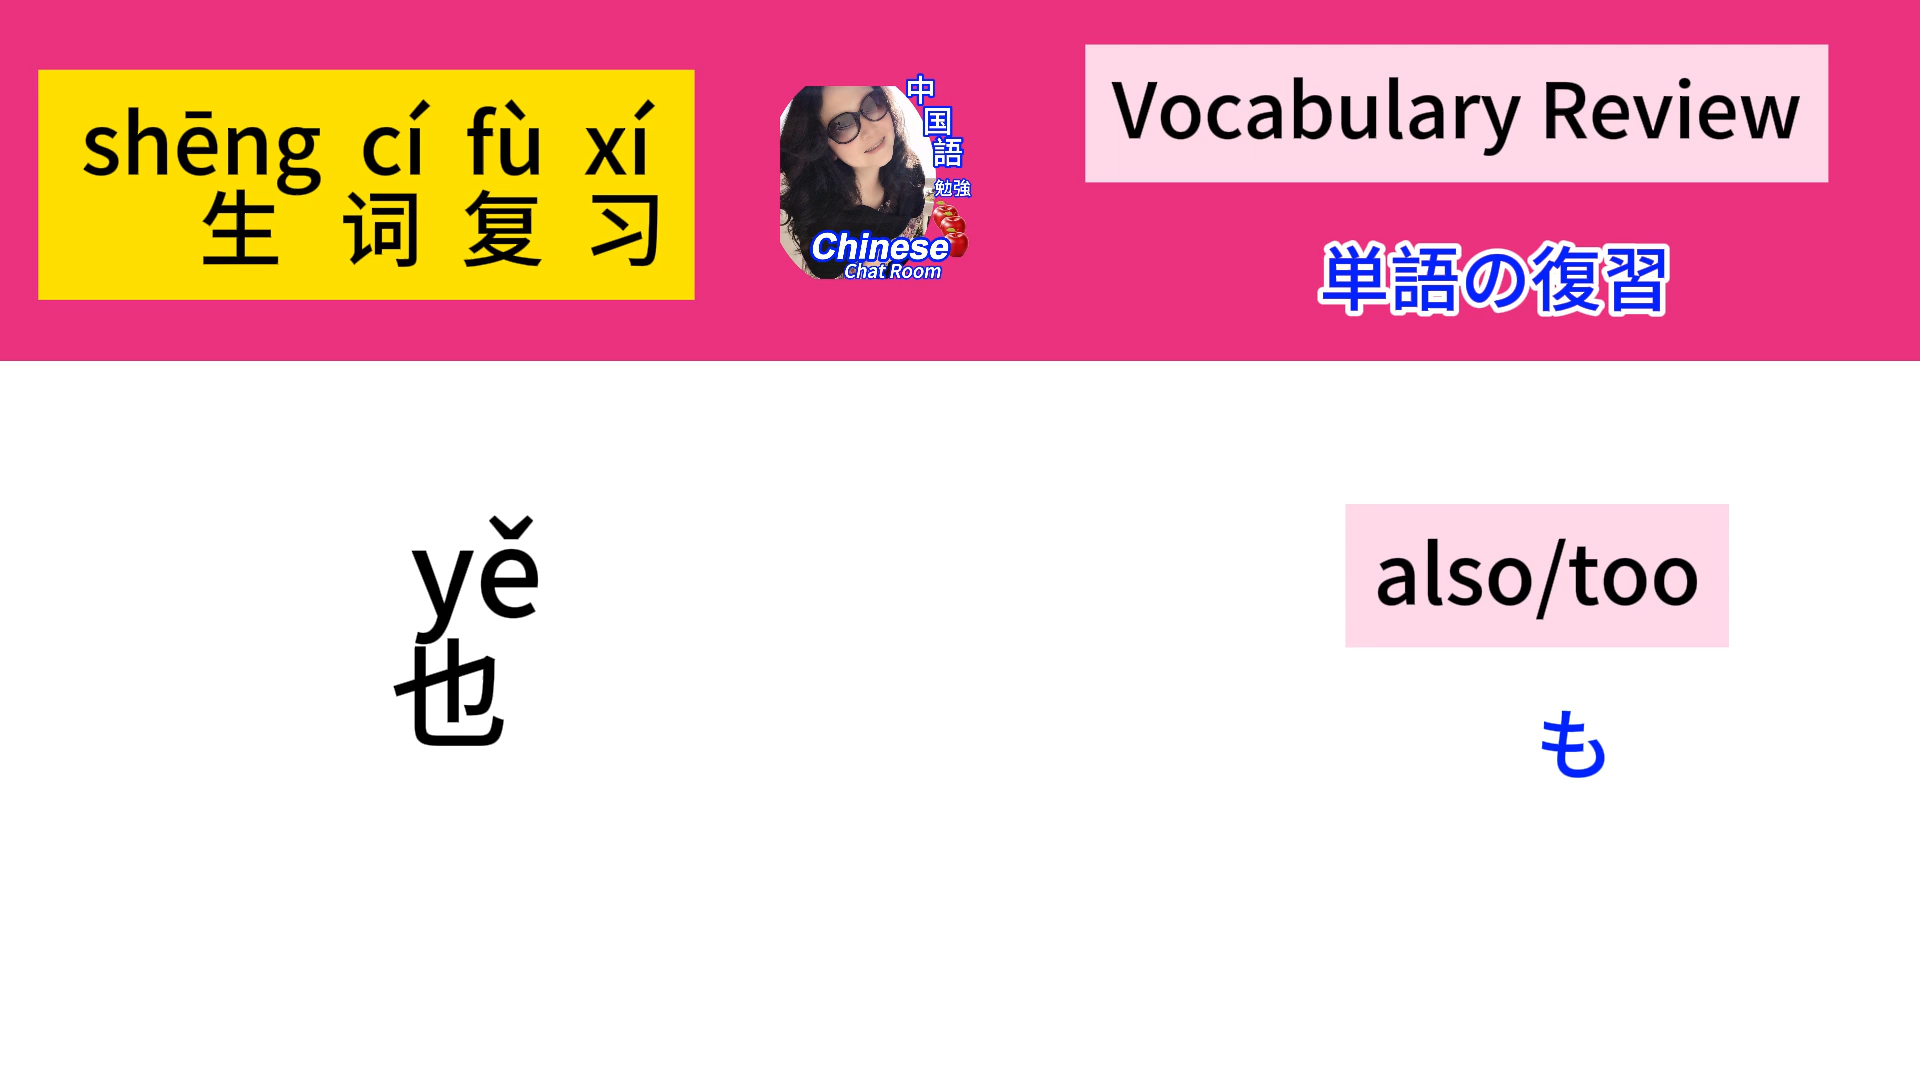 shēng cí fù xí
生 词 复 习
中
国
語
勉強
Chinese
Chat Room
Vocabulary Review
単語の復習
yě
也
also/too
も